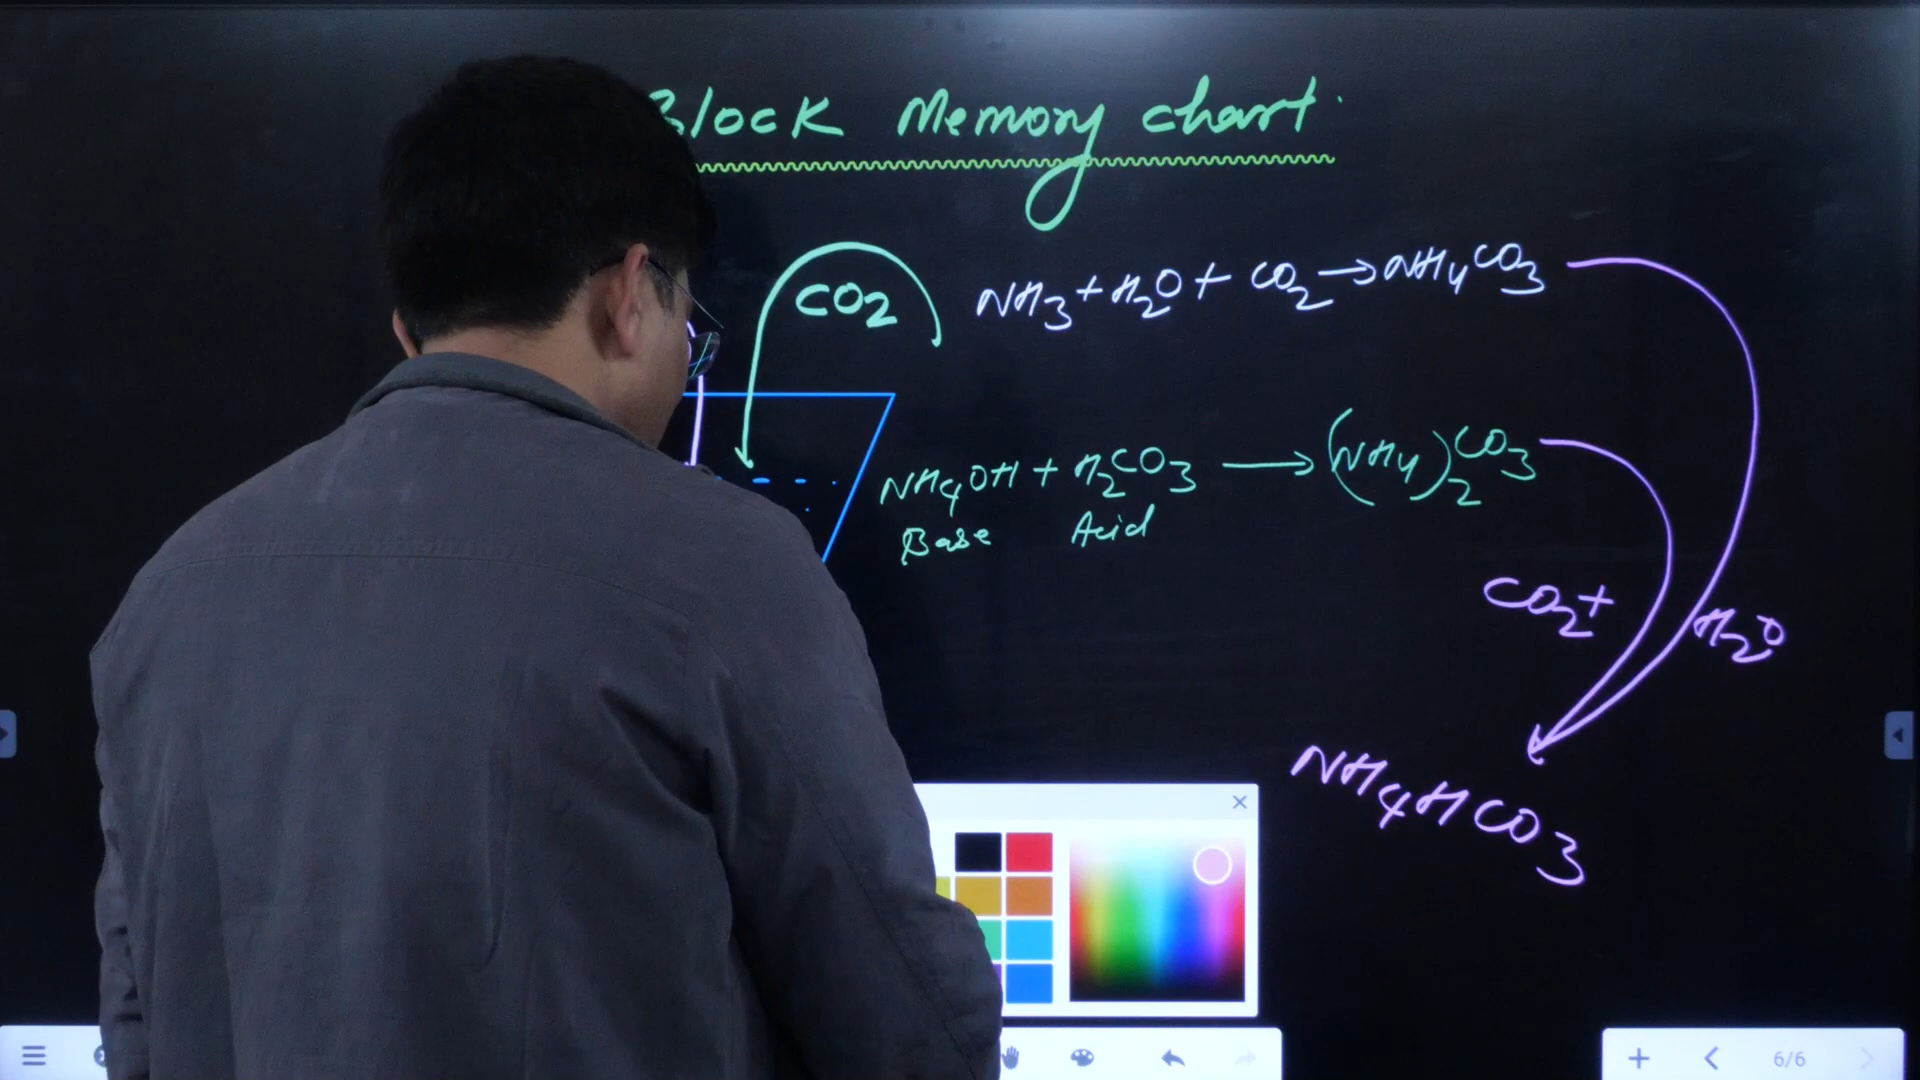 Block Memory chart.
CO2
NH3 + H2O + CO2 → NH4CO3
NH4OH + H2CO3 → (NH4)2CO3
Base Acid
CO2 + H2O
NH4HCO3
6/6